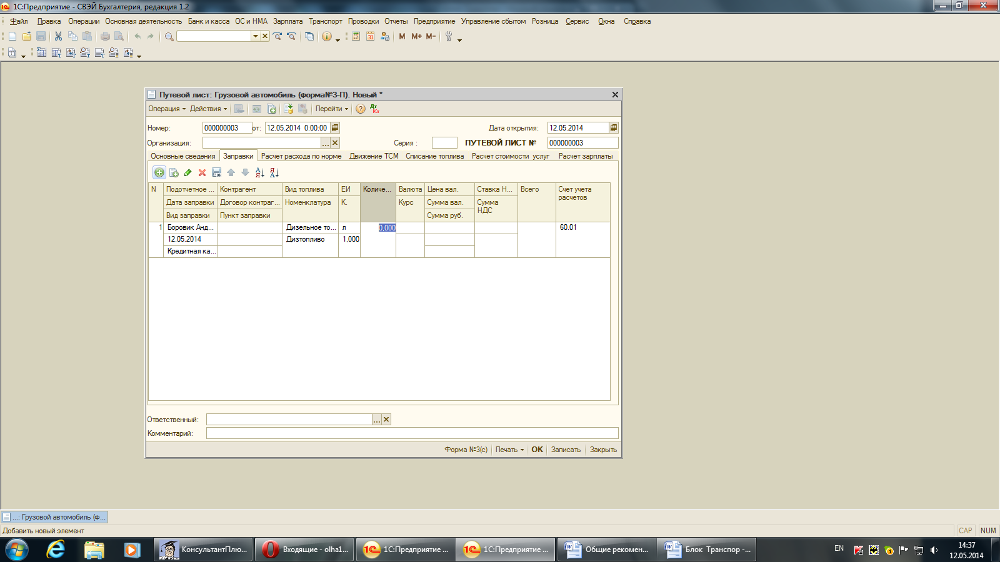 1С:Предприятие - СВЭЙ Бухгалтерия, редакция 1.2
Файл Правка Операции Основная деятельность Банк и касса ОС и НМА Зарплата Транспорт Проводки Отчеты Предприятие Управление сбытом Розница Сервис Окна Справка
М М+ М-
Путевой лист: Грузовой автомобиль (форма№3-П). Новый *
Операция Действия Перейти Дт Кт
Номер: 000000003 от: 12.05.2014 0:00:00 Дата открытия: 12.05.2014
Организация: Серия : ПУТЕВОЙ ЛИСТ № 000000003
Основные сведения Заправки Расчет расхода по норме Движение ТСМ Списание топлива Расчет стоимости услуг Расчет зарплаты
N Подотчетное ... Контрагент Вид топлива ЕИ Количе... Валюта Цена вал. Ставка Н... Всего Счет учета расчетов
Дата заправки Договор контраг... Номенклатура К. Курс Сумма вал. Сумма НДС
Вид заправки Пункт заправки Сумма руб.
1 Боровик Анд... Дизельное то... л 0,000 60.01
12.05.2014 Дизтопливо 1,000
Кредитная ка...
Ответственный: ...
Комментарий:
Форма №3(с) Печать OK Записать Закрыть
...: Грузовой автомобиль (ф...
Добавить новый элемент CAP NUM
КонсультантПлю... Входящие - olha1... 1С:Предприятие ... 1С:Предприятие ... Общие рекомен... Блок Транспор -... EN 14:37
12.05.2014